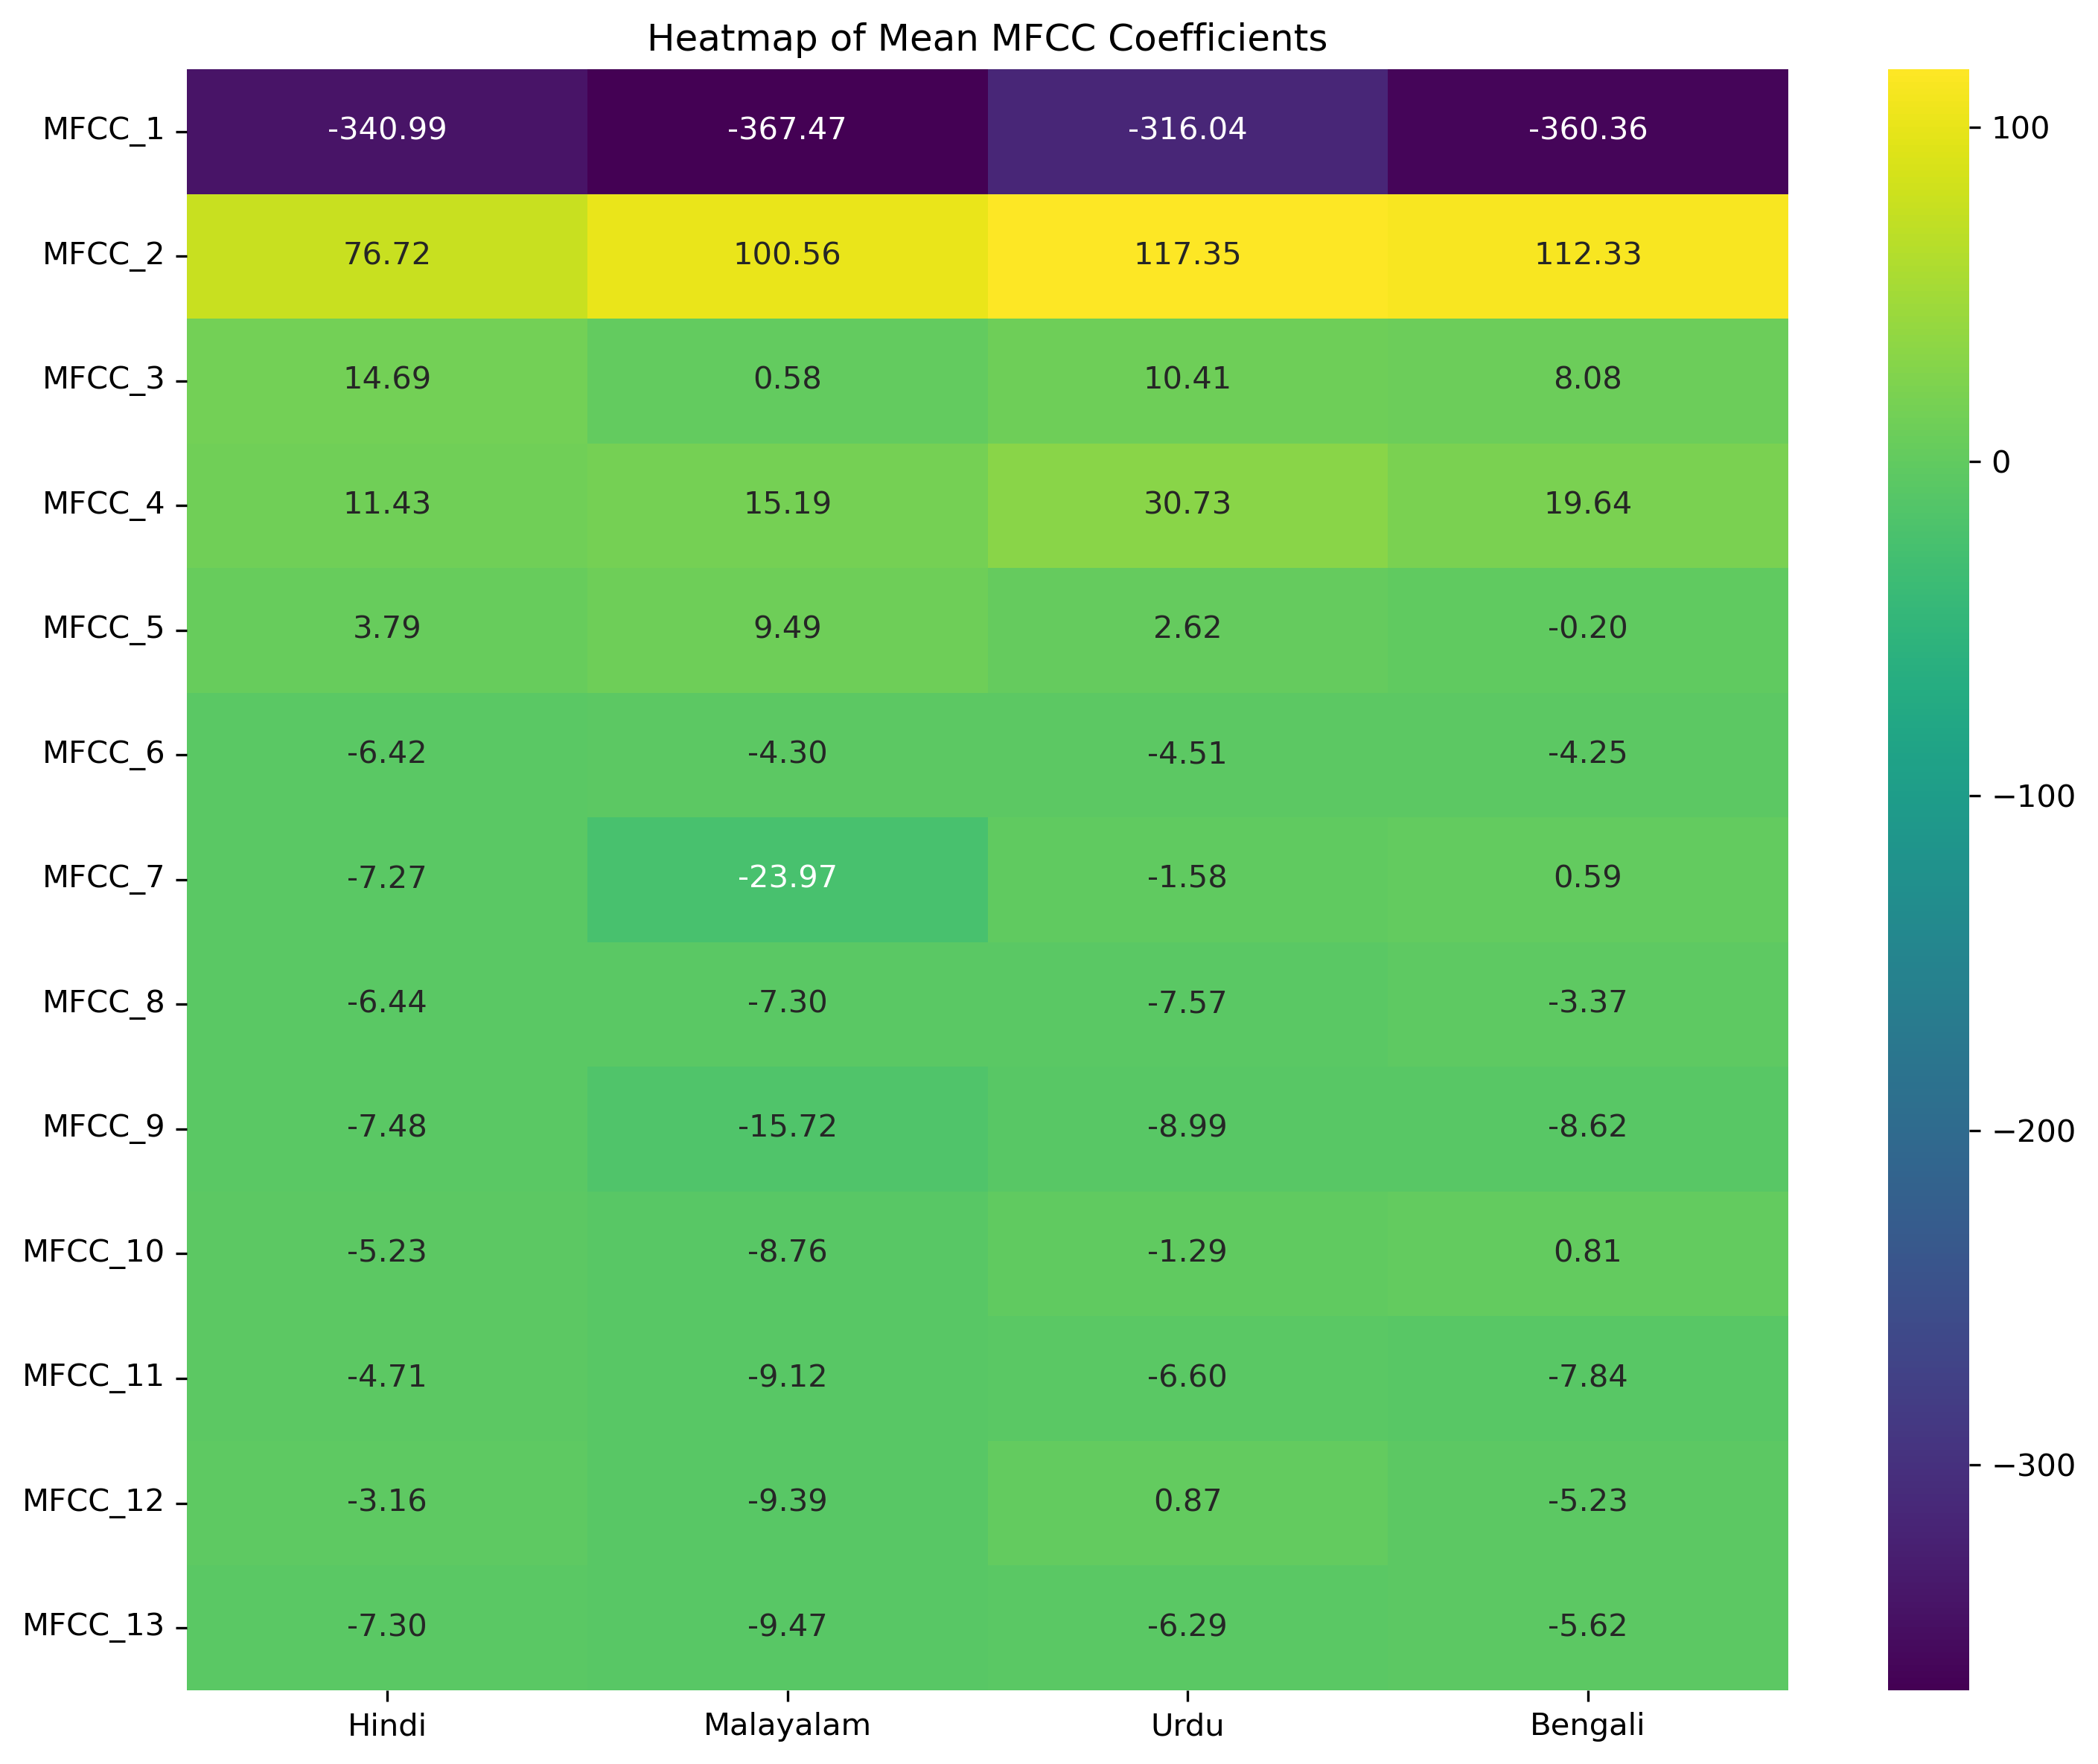 Heatmap of Mean MFCC Coefficients
MFCC_1 -340.99 -367.47 -316.04 -360.36
MFCC_2 76.72 100.56 117.35 112.33
MFCC_3 14.69 0.58 10.41 8.08
MFCC_4 11.43 15.19 30.73 19.64
MFCC_5 3.79 9.49 2.62 -0.20
MFCC_6 -6.42 -4.30 -4.51 -4.25
MFCC_7 -7.27 -23.97 -1.58 0.59
MFCC_8 -6.44 -7.30 -7.57 -3.37
MFCC_9 -7.48 -15.72 -8.99 -8.62
MFCC_10 -5.23 -8.76 -1.29 0.81
MFCC_11 -4.71 -9.12 -6.60 -7.84
MFCC_12 -3.16 -9.39 0.87 -5.23
MFCC_13 -7.30 -9.47 -6.29 -5.62
Hindi Malayalam Urdu Bengali
100
0
−100
−200
−300